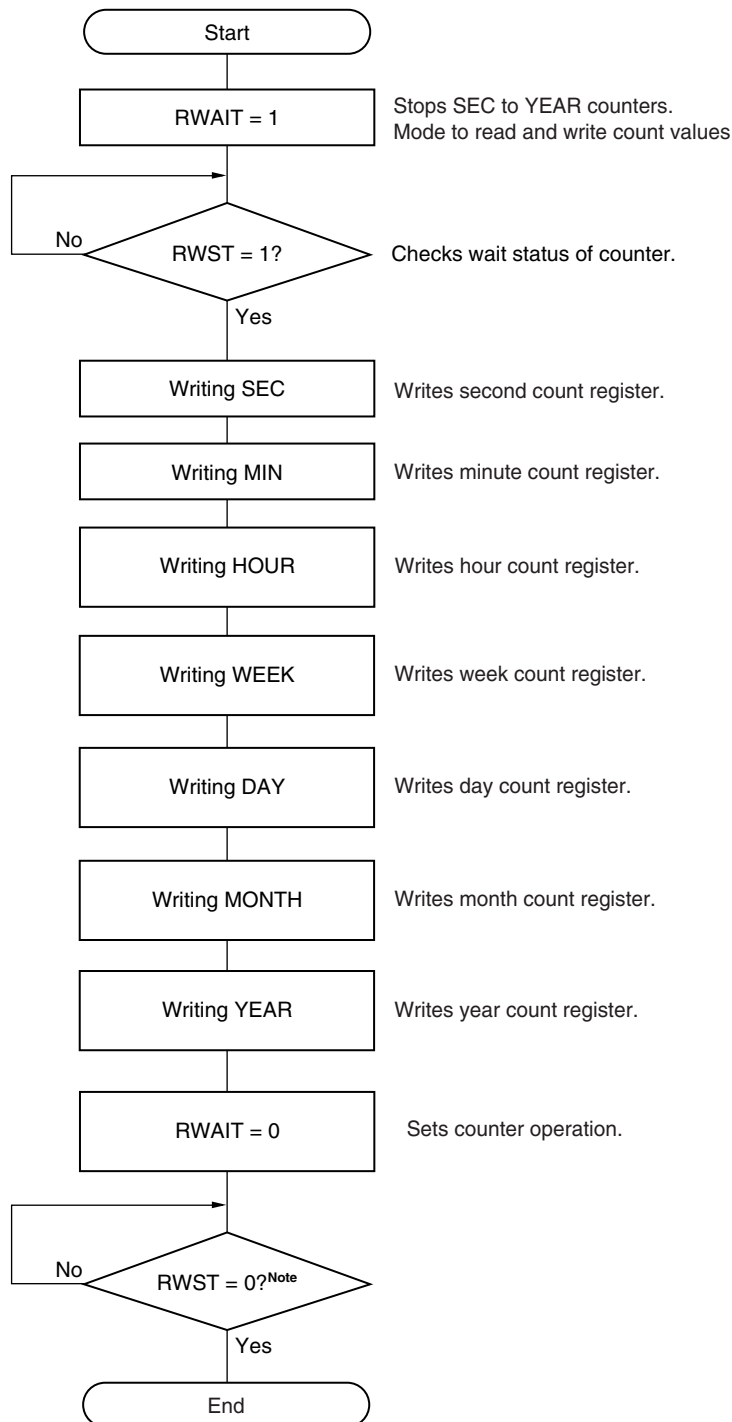 Start
RWAIT = 1
Stops SEC to YEAR counters.
Mode to read and write count values
No
RWST = 1?
Checks wait status of counter.
Yes
Writing SEC
Writes second count register.
Writing MIN
Writes minute count register.
Writing HOUR
Writes hour count register.
Writing WEEK
Writes week count register.
Writing DAY
Writes day count register.
Writing MONTH
Writes month count register.
Writing YEAR
Writes year count register.
RWAIT = 0
Sets counter operation.
No
RWST = 0?Note
Yes
End